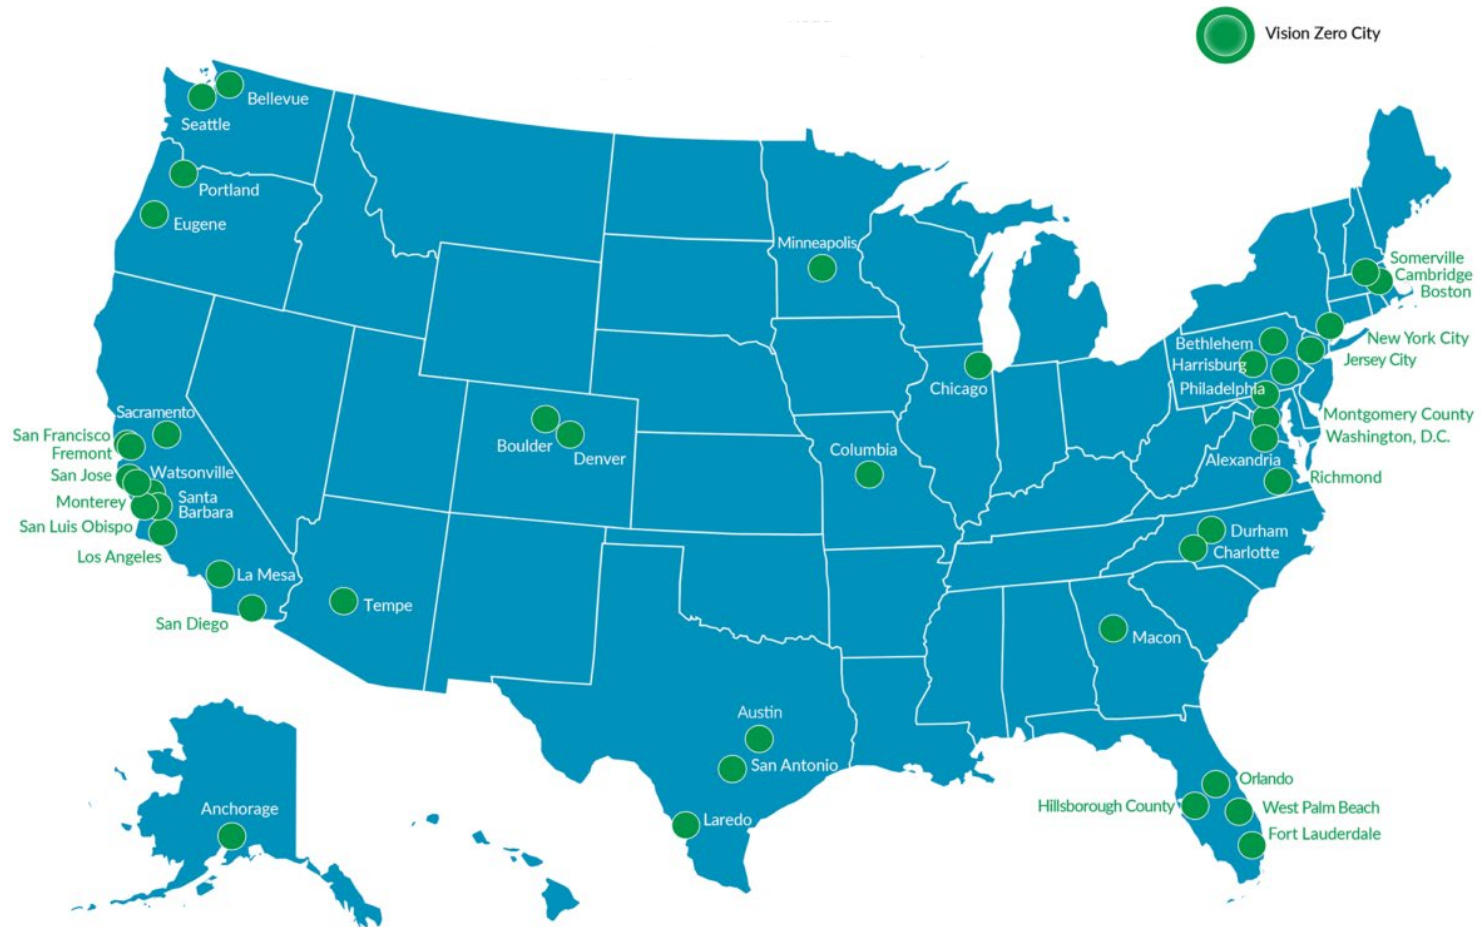 Vision Zero City
Bellevue
Seattle
Portland
Eugene
Minneapolis
Somerville
Cambridge
Boston
New York City
Bethlehem
Jersey City
Harrisburg
Chicago
Philadelphia
Sacramento
Montgomery County
San Francisco
Washington, D.C.
Boulder
Fremont
Columbia
Denver
Alexandria
San Jose
Watsonville
Richmond
Monterey
Santa
Barbara
San Luis Obispo
Durham
Los Angeles
Charlotte
La Mesa
Tempe
San Diego
Macon
Austin
San Antonio
Orlando
Hillsborough County
West Palm Beach
Anchorage
Laredo
Fort Lauderdale